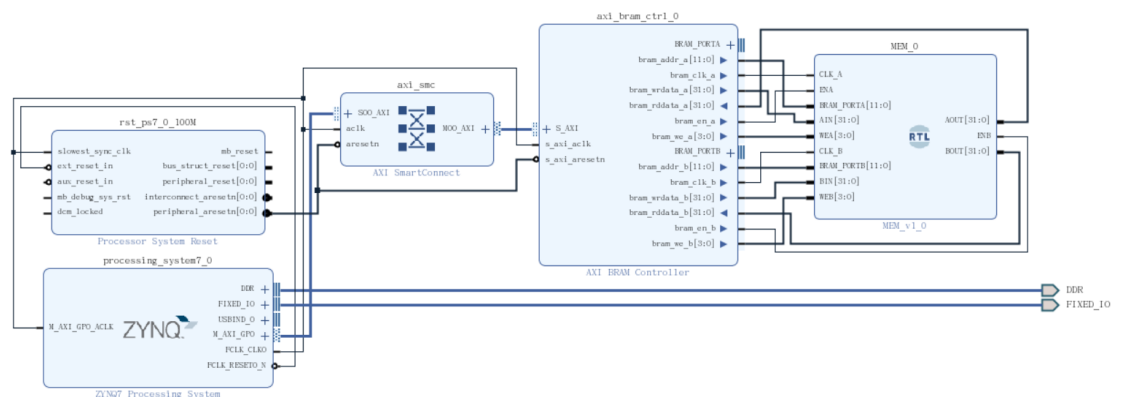 axi_bram_ctrl_0
BRAM_PORTA
bram_addr_a[11:0]
bram_clk_a
bram_wrdata_a[31:0]
bram_rddata_a[31:0]
bram_en_a
bram_we_a[3:0]
BRAM_PORTB
bram_addr_b[11:0]
bram_clk_b
bram_wrdata_b[31:0]
bram_rddata_b[31:0]
bram_en_b
bram_we_b[3:0]
S_AXI
s_axi_aclk
s_axi_aresetn
AXI BRAM Controller
MEM_0
CLK_A
ENA
BRAM_PORTA[11:0]
AIN[31:0]
WEA[3:0]
CLK_B
BRAM_PORTB[11:0]
BIN[31:0]
WEB[3:0]
AOUT[31:0]
ENB
BOUT[31:0]
RTL
MEM_v1_0
axi_smc
S00_AXI
aclk
aresetn
M00_AXI
AXI SmartConnect
rst_ps7_0_100M
slowest_sync_clk
ext_reset_in
aux_reset_in
mb_debug_sys_rst
dcm_locked
mb_reset
bus_struct_reset[0:0]
peripheral_reset[0:0]
interconnect_aresetn[0:0]
peripheral_aresetn[0:0]
Processor System Reset
processing_system7_0
M_AXI_GP0_ACLK
ZYNQ
DDR
FIXED_IO
USBIND_0
M_AXI_GP0
FCLK_CLK0
FCLK_RESET0_N
ZYNQ7 Processing System
DDR
FIXED_IO